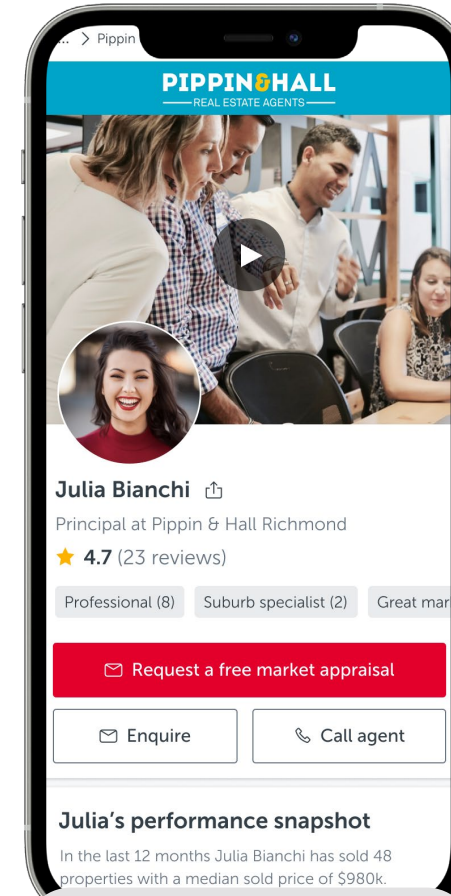 ... > Pippin
PIPPIN&HALL
REAL ESTATE AGENTS
Julia Bianchi
Principal at Pippin & Hall Richmond
4.7 (23 reviews)
Professional (8) Suburb specialist (2) Great
Request a free market appraisal
Enquire Call agent
Julia's performance snapshot
In the last 12 months Julia Bianchi has sold 48
properties with a median sold price of $980k.